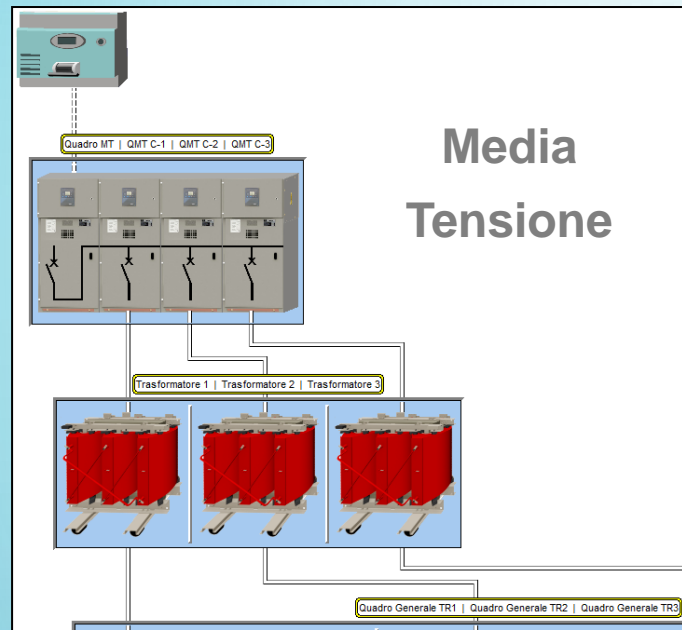 Quadro MT | QMT C-1 | QMT C-2 | QMT C-3
Media
Tensione
Trasformatore 1 | Trasformatore 2 | Trasformatore 3
Quadro Generale TR1 | Quadro Generale TR2 | Quadro Generale TR3